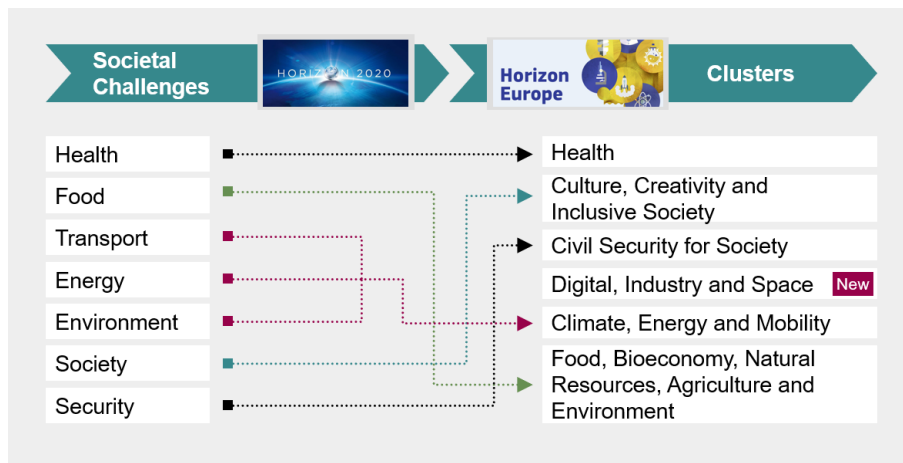 Societal
Challenges
HORIZON 2020
Horizon
Europe
Clusters
Health
Food
Transport
Energy
Environment
Society
Security
Health
Culture, Creativity and
Inclusive Society
Civil Security for Society
Digital, Industry and Space New
Climate, Energy and Mobility
Food, Bioeconomy, Natural
Resources, Agriculture and
Environment